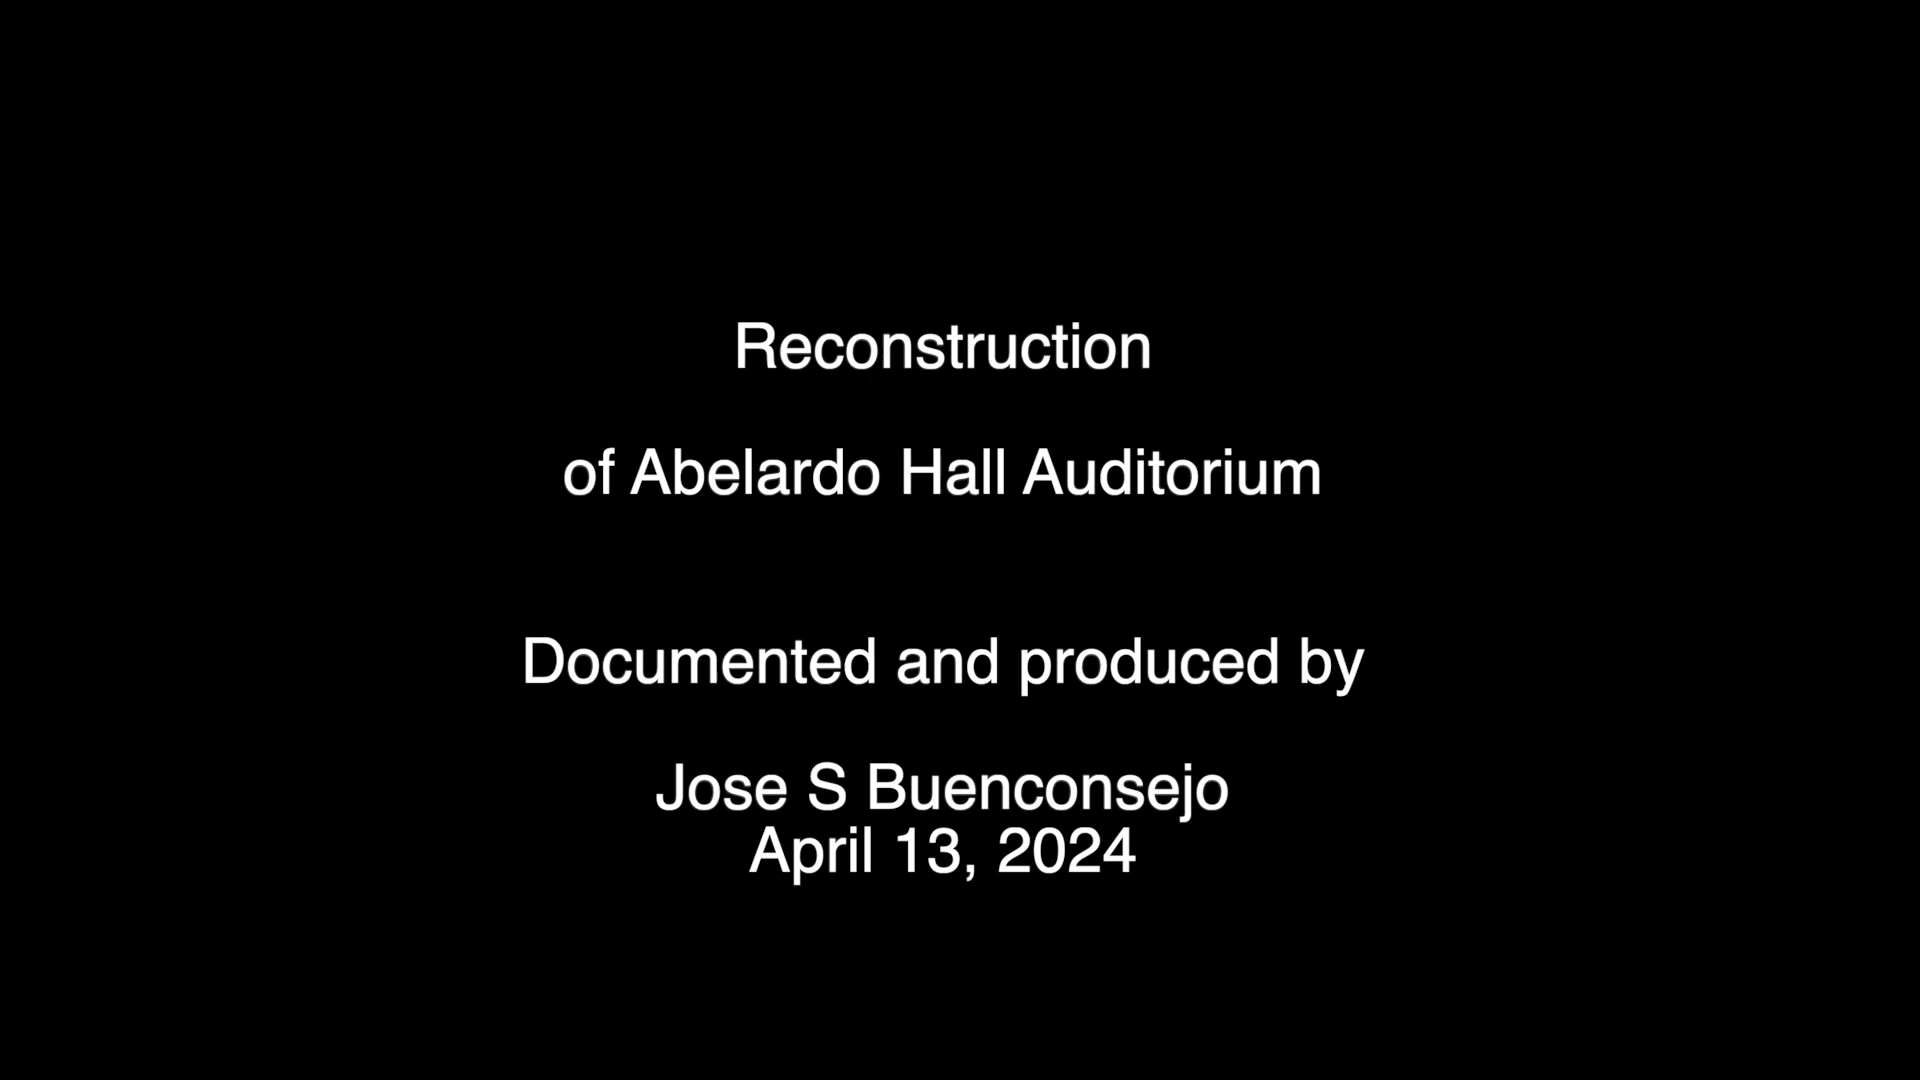 Reconstruction
of Abelardo Hall Auditorium
Documented and produced by
Jose S Buenconsejo
April 13, 2024